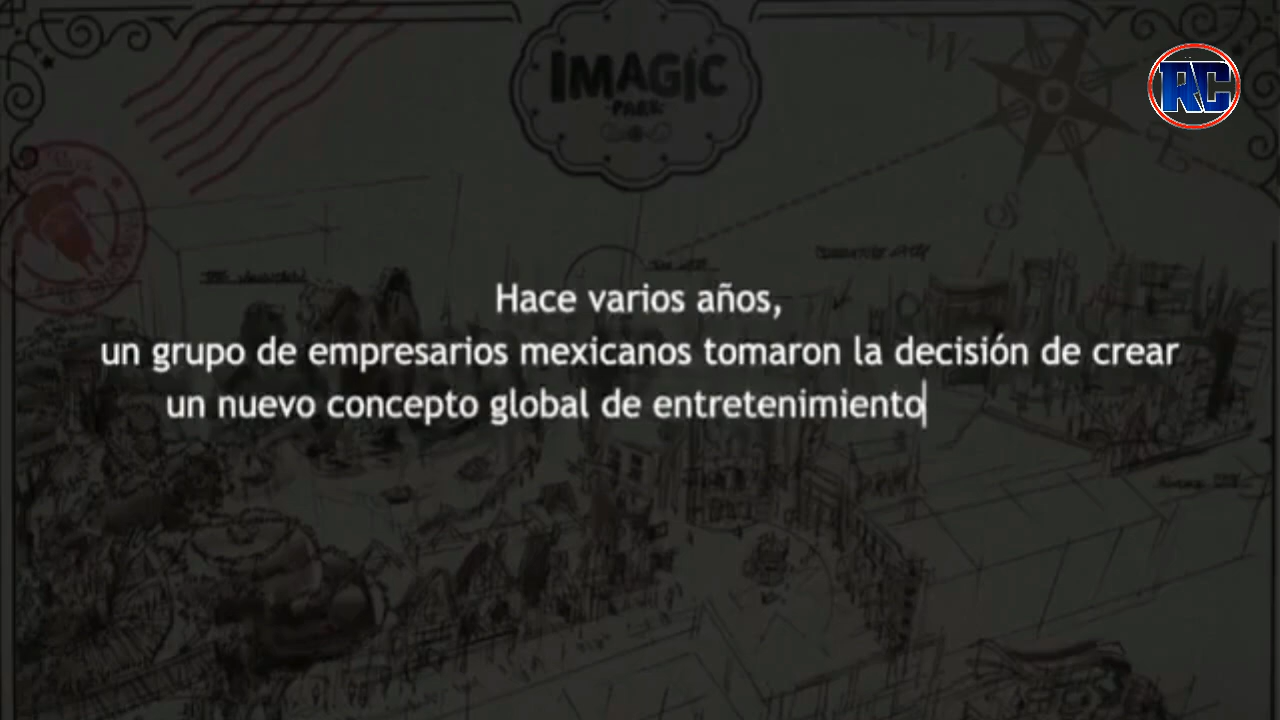 IMAGIC
PARK
W
RC
E
S
Hace varios años,
un grupo de empresarios mexicanos tomaron la decisión de crear
un nuevo concepto global de entretenimiento